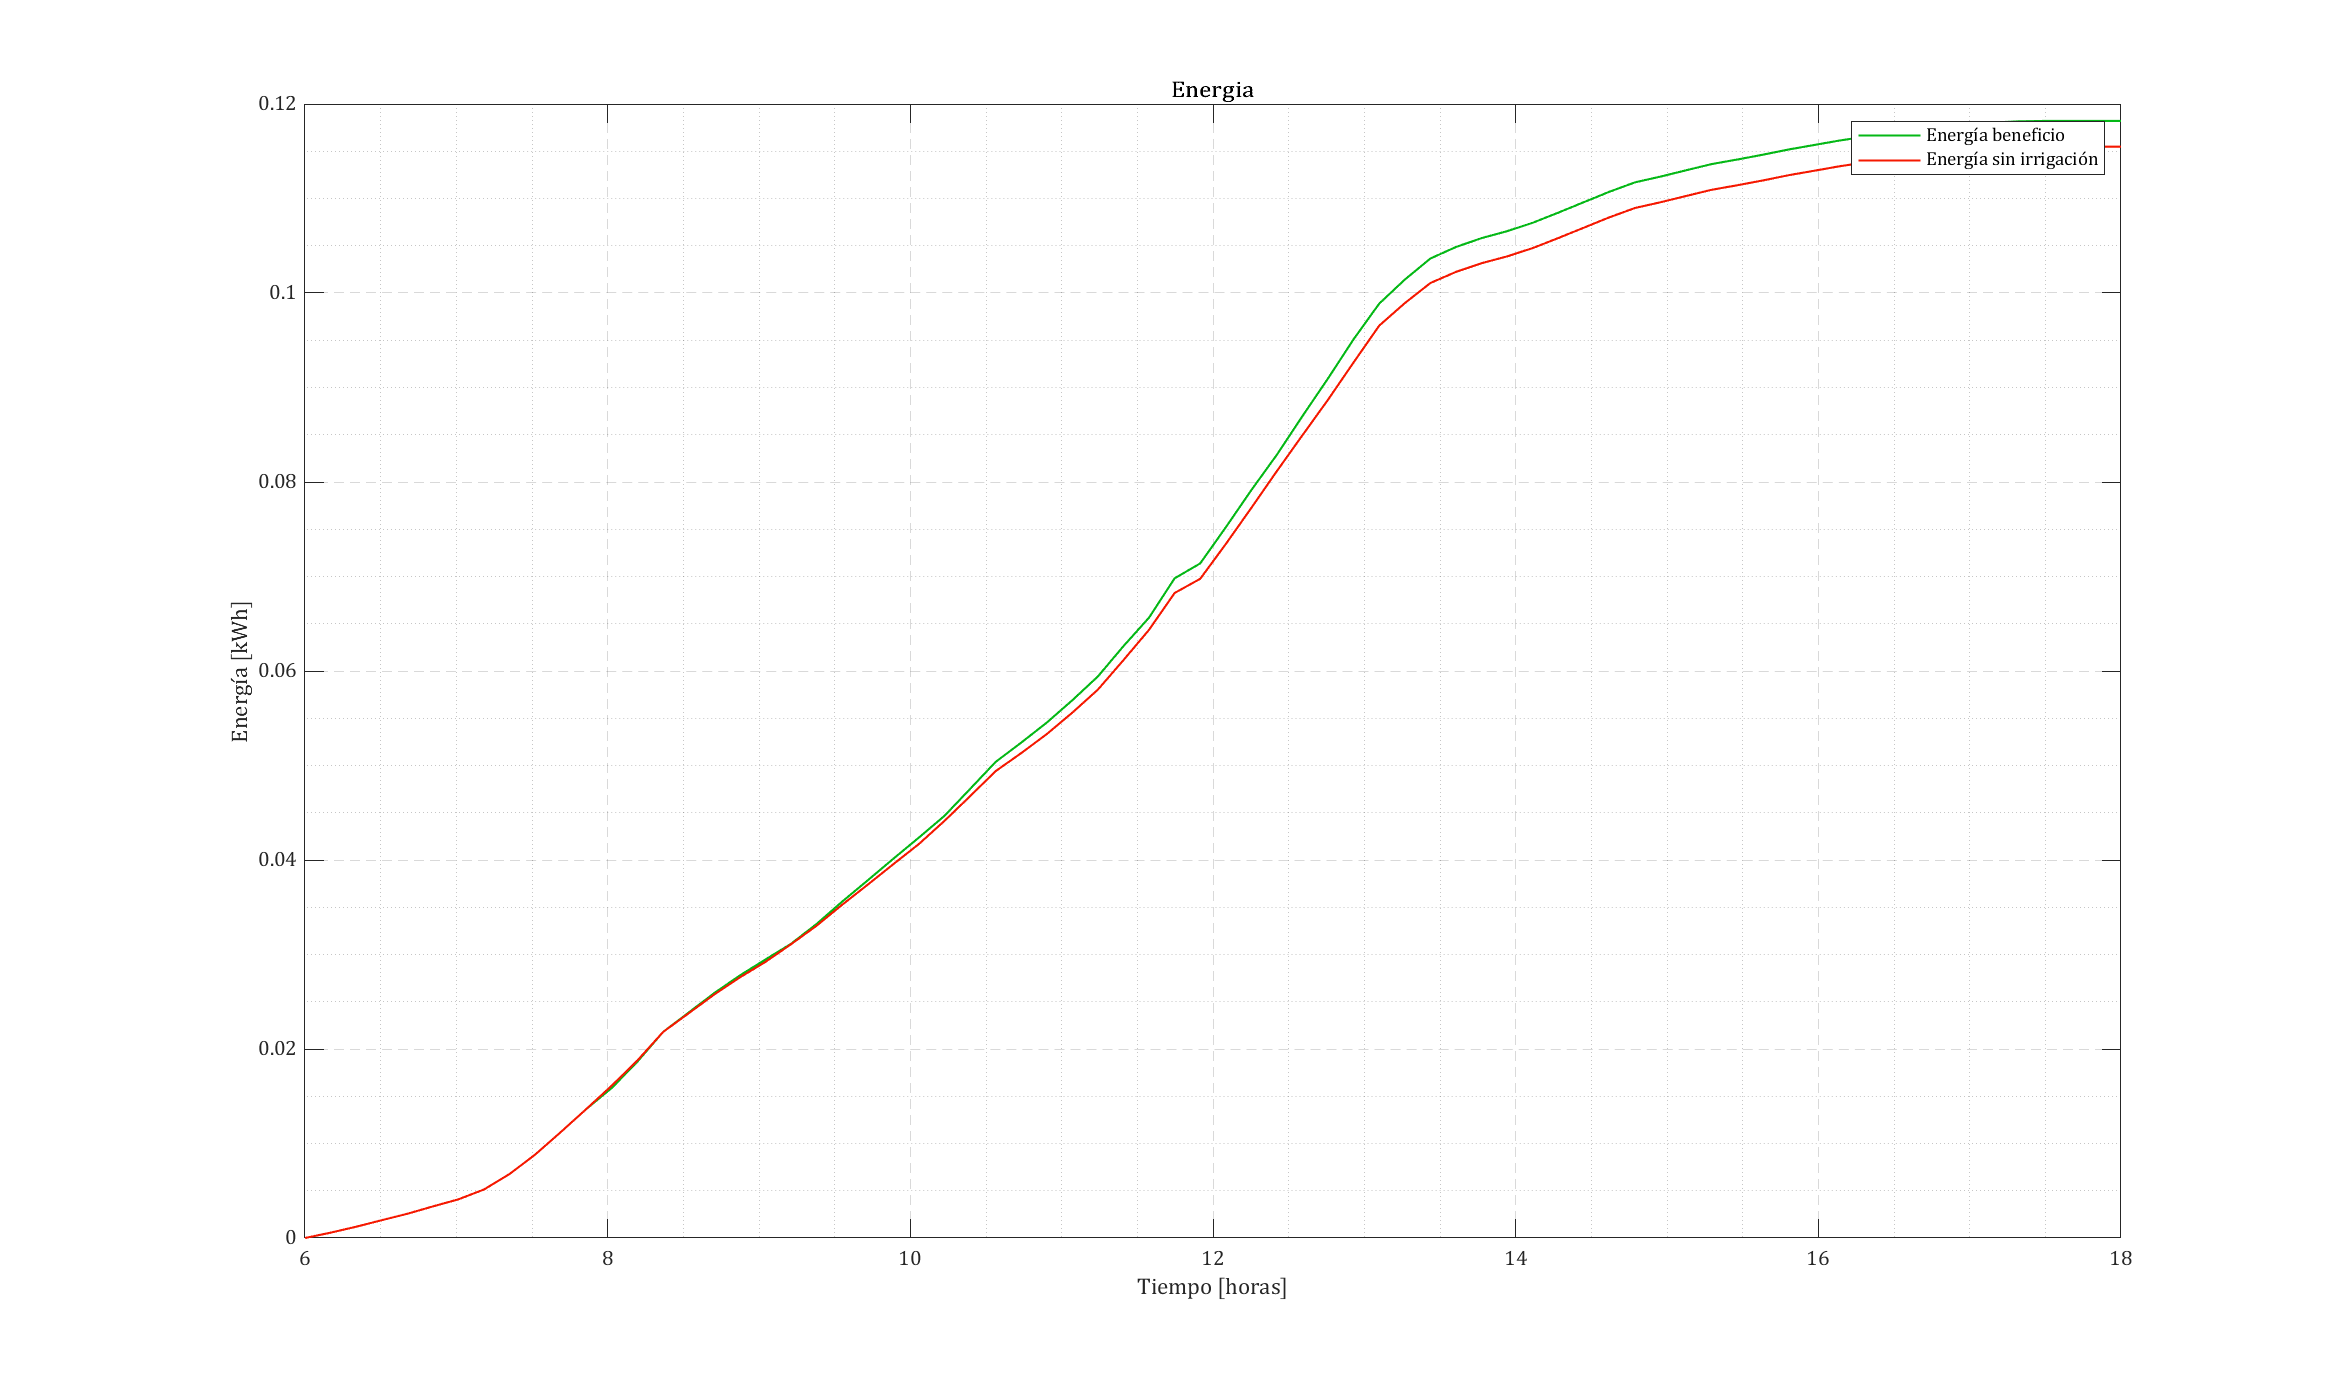 Energia
0.12
0.1
0.08
0.06
0.04
0.02
0
Energía [kWh]
Energía beneficio
Energía sin irrigación
6 8 10 12 14 16 18
Tiempo [horas]